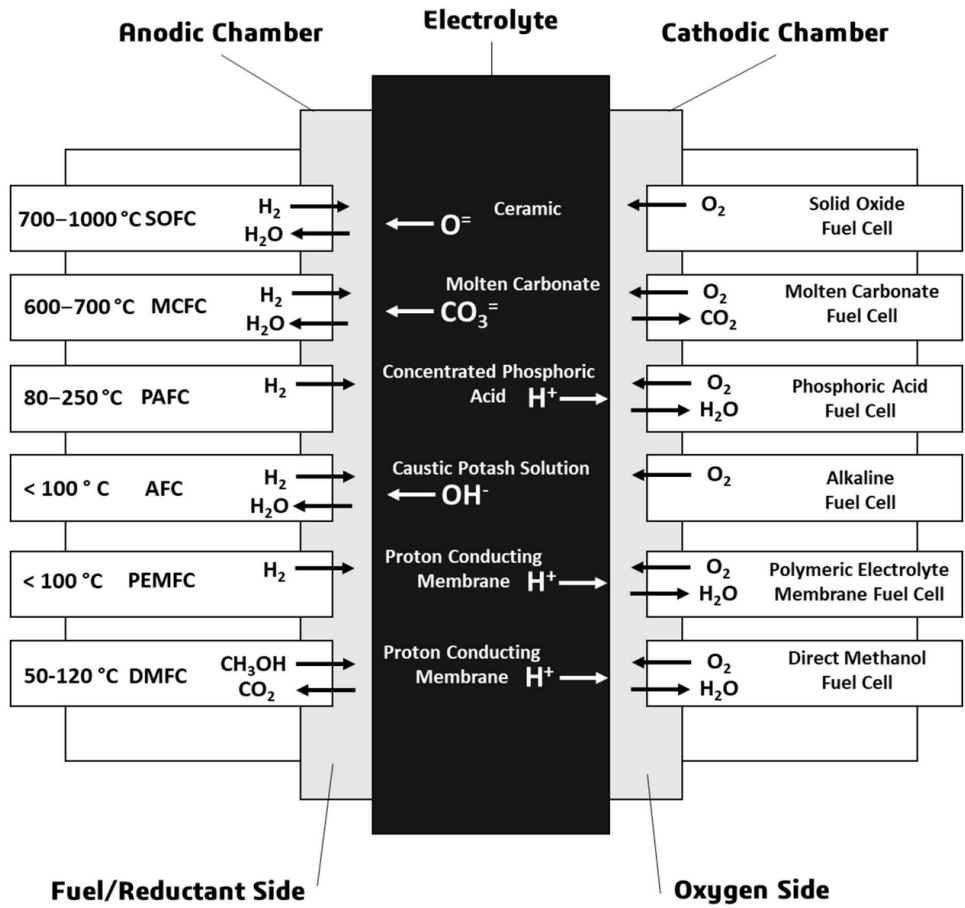 Anodic Chamber
Electrolyte
Cathodic Chamber
700–1000 °C SOFC
H₂
H₂O
Ceramic
O⁼
O₂
Solid Oxide
Fuel Cell
600–700 °C MCFC
H₂
H₂O
Molten Carbonate
CO₃⁼
O₂
CO₂
Molten Carbonate
Fuel Cell
80–250 °C PAFC
H₂
Concentrated Phosphoric
Acid H⁺
O₂
H₂O
Phosphoric Acid
Fuel Cell
< 100 ° C AFC
H₂
H₂O
Caustic Potash Solution
OH⁻
O₂
Alkaline
Fuel Cell
< 100 °C PEMFC
H₂
Proton Conducting
Membrane H⁺
O₂
H₂O
Polymeric Electrolyte
Membrane Fuel Cell
50-120 °C DMFC
CH₃OH
CO₂
Proton Conducting
Membrane H⁺
O₂
H₂O
Direct Methanol
Fuel Cell
Fuel/Reductant Side
Oxygen Side